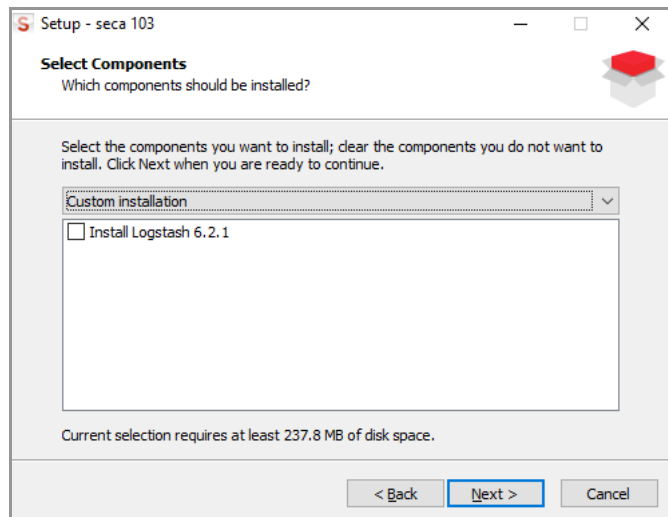 S Setup - seca 103
Select Components
Which components should be installed?
Select the components you want to install; clear the components you do not want to
install. Click Next when you are ready to continue.
Custom installation
Install Logstash 6.2.1
Current selection requires at least 237.8 MB of disk space.
< Back Next > Cancel